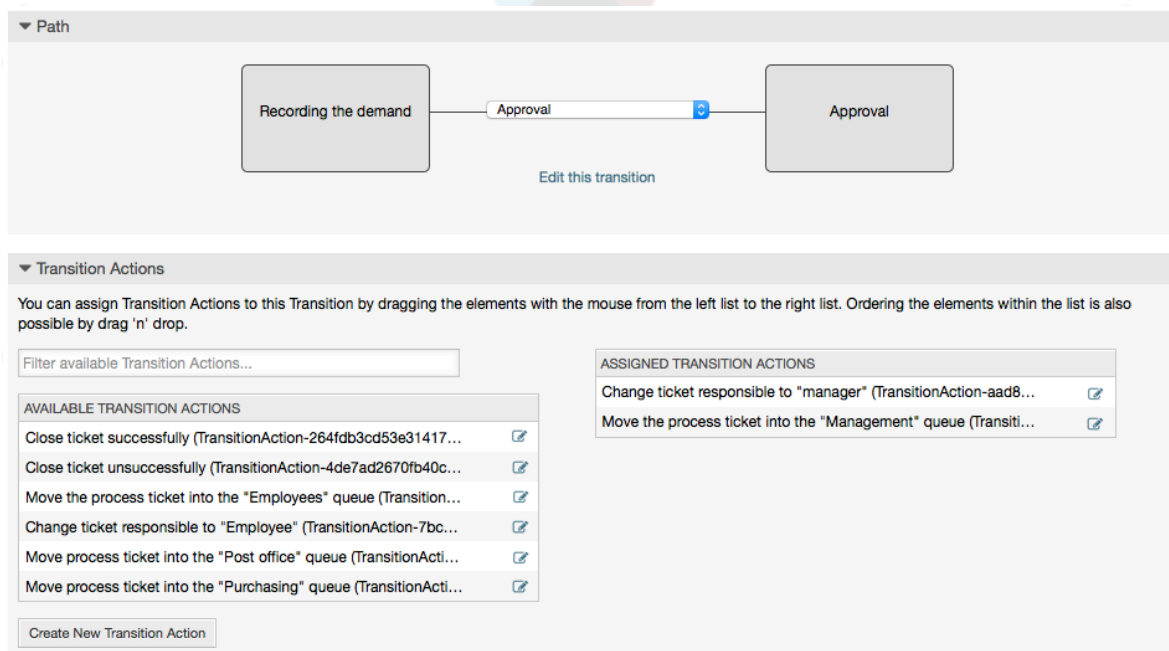 Path
Recording the demand
Approval
Approval
Edit this transition
Transition Actions
You can assign Transition Actions to this Transition by dragging the elements with the mouse from the left list to the right list. Ordering the elements within the list is also
possible by drag 'n' drop.
Filter available Transition Actions...
AVAILABLE TRANSITION ACTIONS
Close ticket successfully (TransitionAction-264fdb3cd53e31417...
Close ticket unsuccessfully (TransitionAction-4de7ad2670fb40c...
Move the process ticket into the "Employees" queue (Transition...
Change ticket responsible to "Employee" (TransitionAction-7bc...
Move process ticket into the "Post office" queue (TransitionActi...
Move process ticket into the "Purchasing" queue (TransitionActi...
Create New Transition Action
ASSIGNED TRANSITION ACTIONS
Change ticket responsible to "manager" (TransitionAction-aad8...
Move the process ticket into the "Management" queue (Transiti...